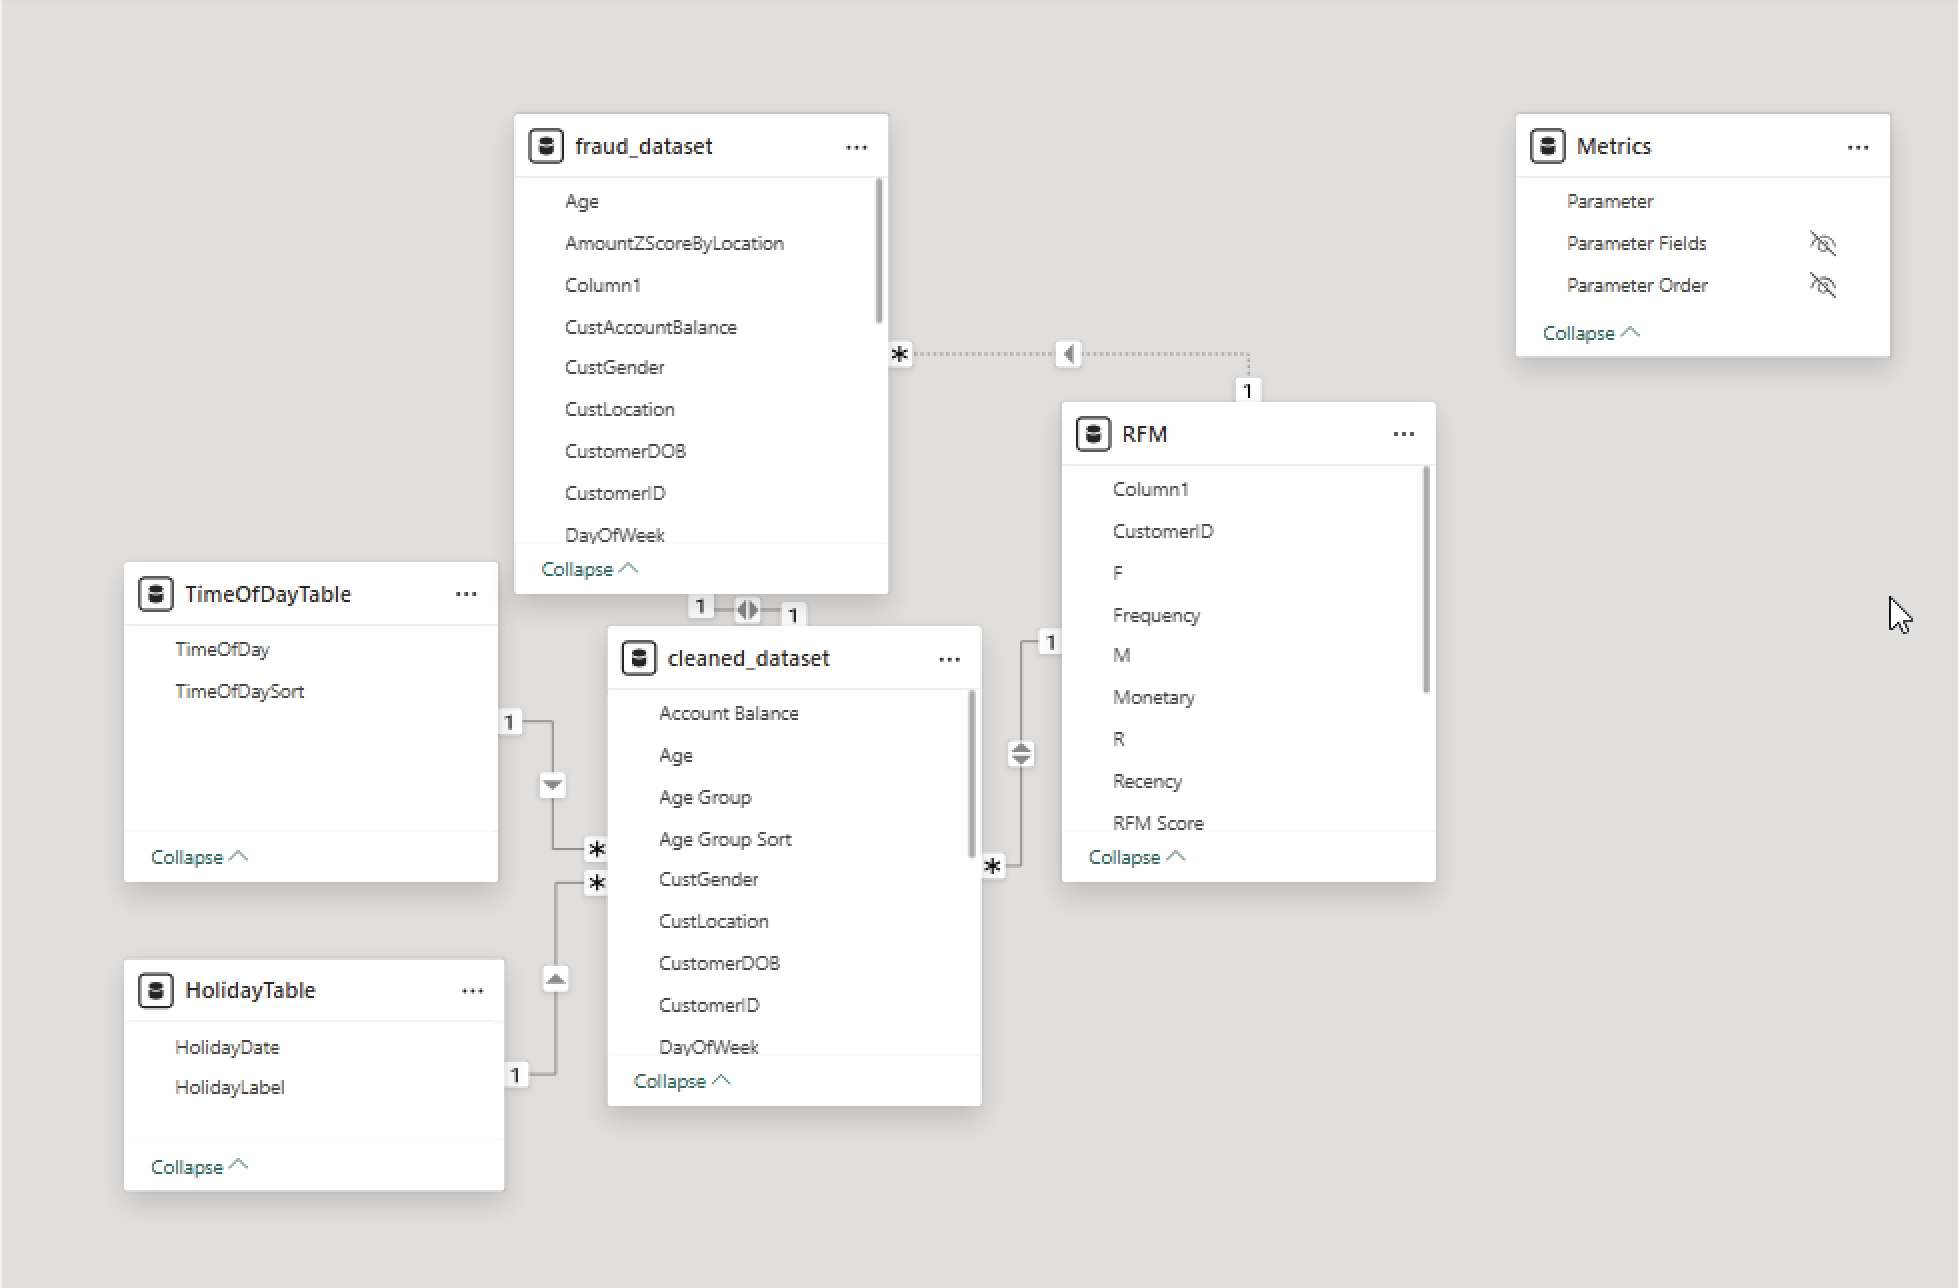 fraud_dataset
Age
AmountZScoreByLocation
Column1
CustAccountBalance
CustGender
CustLocation
CustomerDOB
CustomerID
DayOfWeek
Collapse
Metrics
Parameter
Parameter Fields
Parameter Order
Collapse
*
1
RFM
Column1
CustomerID
F
Frequency
M
Monetary
R
Recency
RFM Score
Collapse
TimeOfDayTable
TimeOfDay
TimeOfDaySort
Collapse
1
1
cleaned_dataset
Account Balance
Age
Age Group
Age Group Sort
CustGender
CustLocation
CustomerDOB
CustomerID
DayOfWeek
Collapse
1
*
*
1
*
HolidayTable
HolidayDate
HolidayLabel
Collapse
1